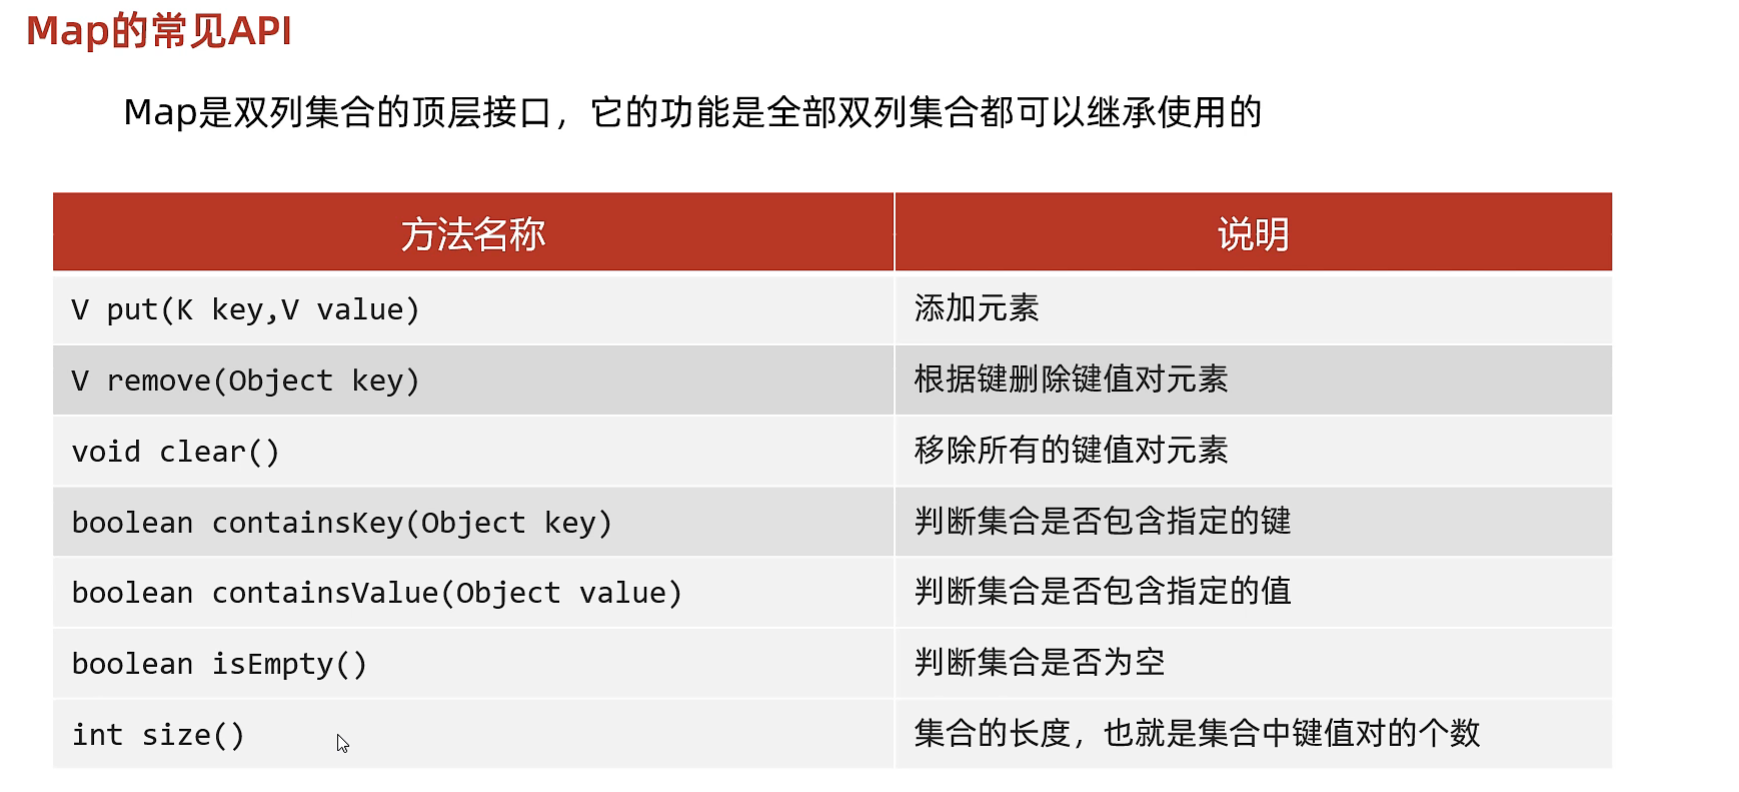 Map的常见API
Map是双列集合的顶层接口，它的功能是全部双列集合都可以继承使用的
方法名称 说明
V put(K key,V value) 添加元素
V remove(Object key) 根据键删除键值对元素
void clear() 移除所有的键值对元素
boolean containsKey(Object key) 判断集合是否包含指定的键
boolean containsValue(Object value) 判断集合是否包含指定的值
boolean isEmpty() 判断集合是否为空
int size() 集合的长度，也就是集合中键值对的个数